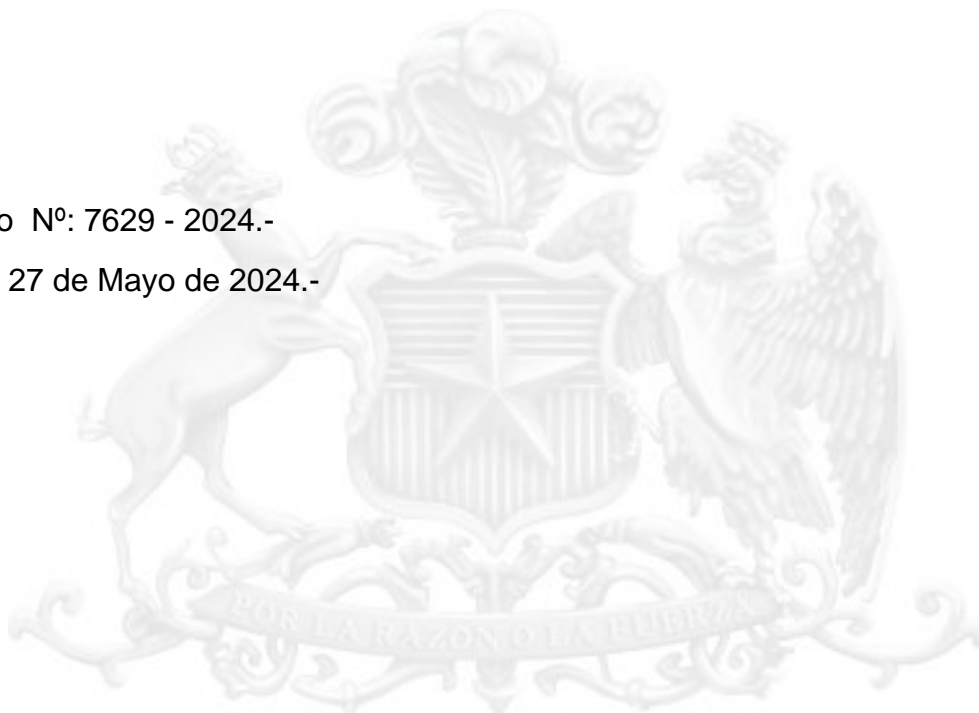 o Nº: 7629 - 2024.-
27 de Mayo de 2024.-
POR LA RAZON O LA FUERZA